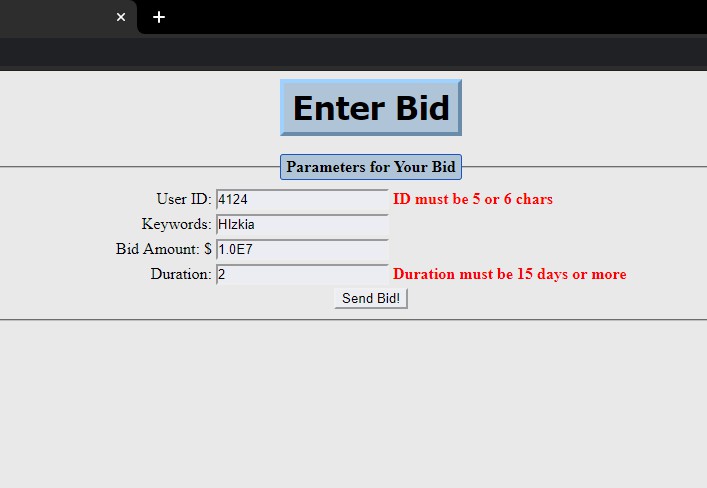 Enter Bid
Parameters for Your Bid
User ID: 4124 ID must be 5 or 6 chars
Keywords: HIzkia
Bid Amount: $ 1.0E7
Duration: 2 Duration must be 15 days or more
Send Bid!